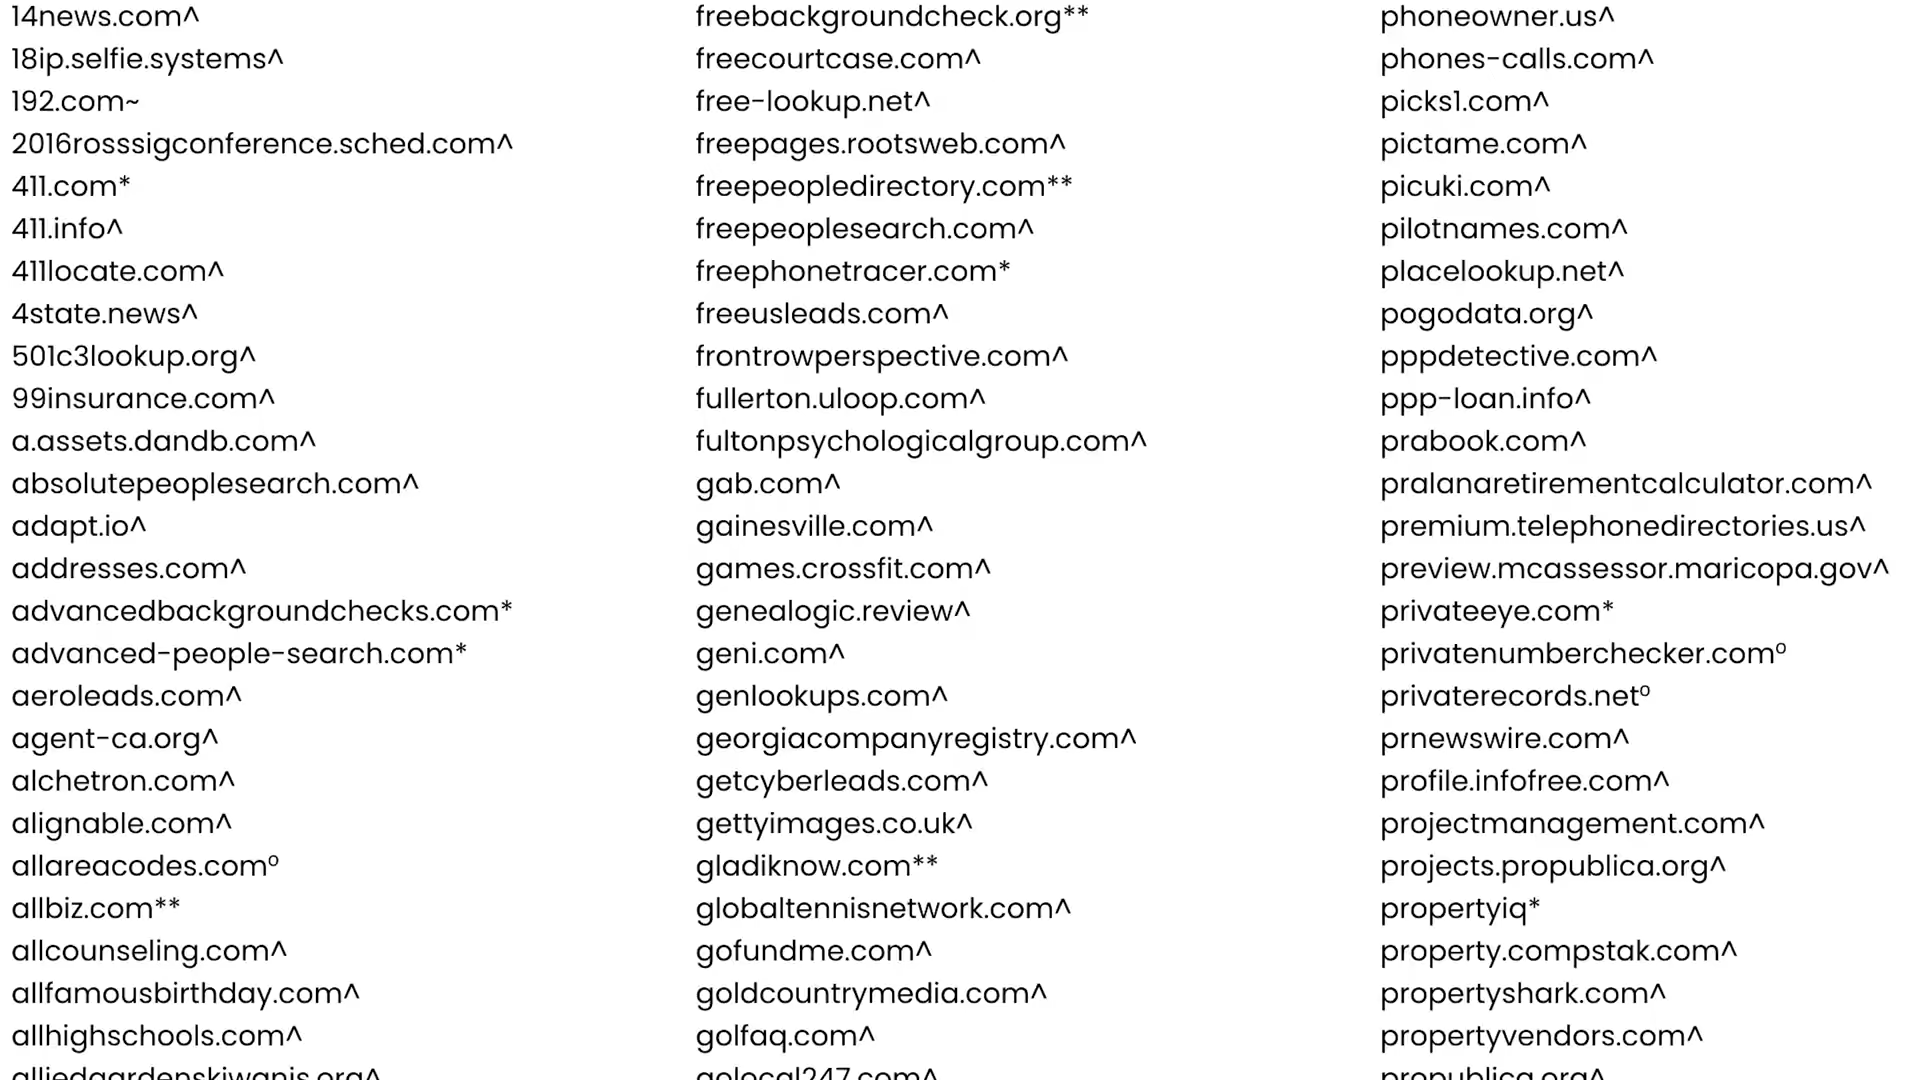 14news.com^
18ip.selfie.systems^
192.com~
2016rosssigconference.sched.com^
411.com*
411.info^
411locate.com^
4state.news^
501c3lookup.org^
99insurance.com^
a.assets.dandb.com^
absolutepeoplesearch.com^
adapt.io^
addresses.com^
advancedbackgroundchecks.com*
advanced-people-search.com*
aeroleads.com^
agent-ca.org^
alchetron.com^
alignable.com^
allareacodes.comº
allbiz.com**
allcounseling.com^
allfamousbirthday.com^
allhighschools.com^
alliedgardenskiwanis.org^
freebackgroundcheck.org**
freecourtcase.com^
free-lookup.net^
freepages.rootsweb.com^
freepeopledirectory.com**
freepeoplesearch.com^
freephonetracer.com*
freeusleads.com^
frontrowperspective.com^
fullerton.uloop.com^
fultonpsychologicalgroup.com^
gab.com^
gainesville.com^
games.crossfit.com^
genealogic.review^
geni.com^
genlookups.com^
georgiacompanyregistry.com^
getcyberleads.com^
gettyimages.co.uk^
gladiknow.com**
globaltennisnetwork.com^
gofundme.com^
goldcountrymedia.com^
golfaq.com^
golocal247.com^
phoneowner.us^
phones-calls.com^
picks1.com^
pictame.com^
picuki.com^
pilotnames.com^
placelookup.net^
pogodata.org^
pppdetective.com^
ppp-loan.info^
prabook.com^
pralanaretirementcalculator.com^
premium.telephonedirectories.us^
preview.mcassessor.maricopa.gov^
privateeye.com*
privatenumberchecker.comº
privaterecords.netº
prnewswire.com^
profile.infofree.com^
projectmanagement.com^
projects.propublica.org^
propertyiq*
property.compstak.com^
propertyshark.com^
propertyvendors.com^
propublica.org^